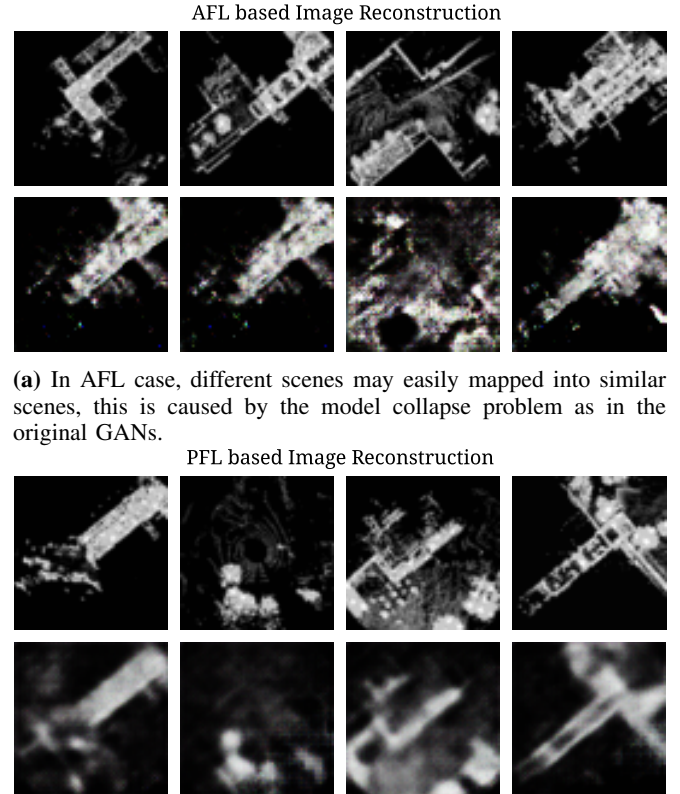 AFL based Image Reconstruction
(a) In AFL case, different scenes may easily mapped into similar
scenes, this is caused by the model collapse problem as in the
original GANs.
PFL based Image Reconstruction